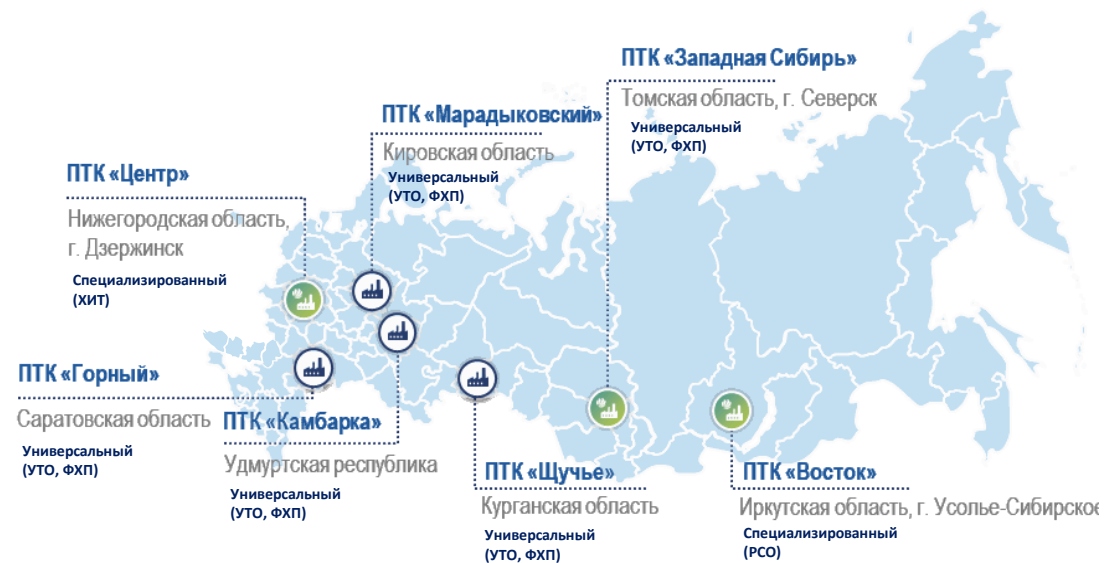 ПТК «Западная Сибирь»
Томская область, г. Северск
Универсальный
(УТО, ФХП)
ПТК «Марадыковский»
Кировская область
Универсальный
(УТО, ФХП)
ПТК «Центр»
Нижегородская область,
г. Дзержинск
Специализированный
(ХИТ)
ПТК «Горный»
Саратовская область
Универсальный
(УТО, ФХП)
ПТК «Камбарка»
Удмуртская республика
Универсальный
(УТО, ФХП)
ПТК «Щучье»
Курганская область
Универсальный
(УТО, ФХП)
ПТК «Восток»
Иркутская область, г. Усолье-Сибирское
Специализированный
(РСО)